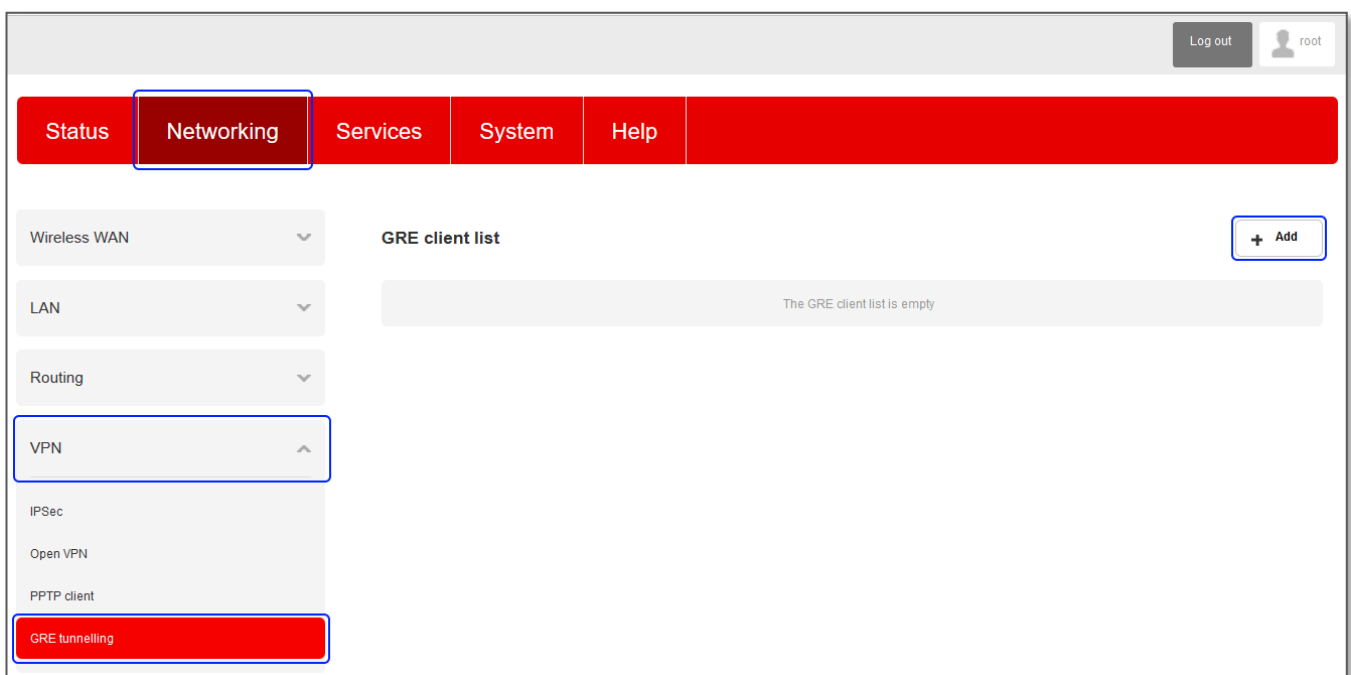 Log out
root
Status
Networking
Services
System
Help
Wireless WAN
GRE client list
+ Add
LAN
The GRE client list is empty
Routing
VPN
IPSec
Open VPN
PPTP client
GRE tunnelling